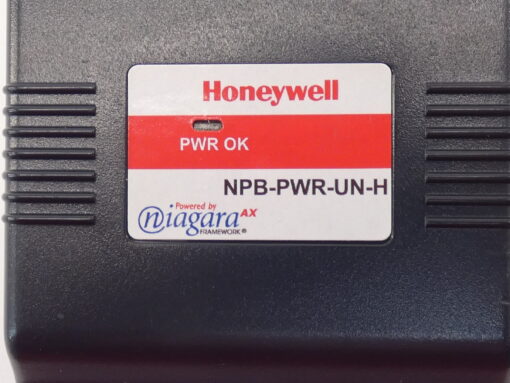 Honeywell
PWR OK
NPB-PWR-UN-H
Powered by
niagara AX
FRAMEWORK®